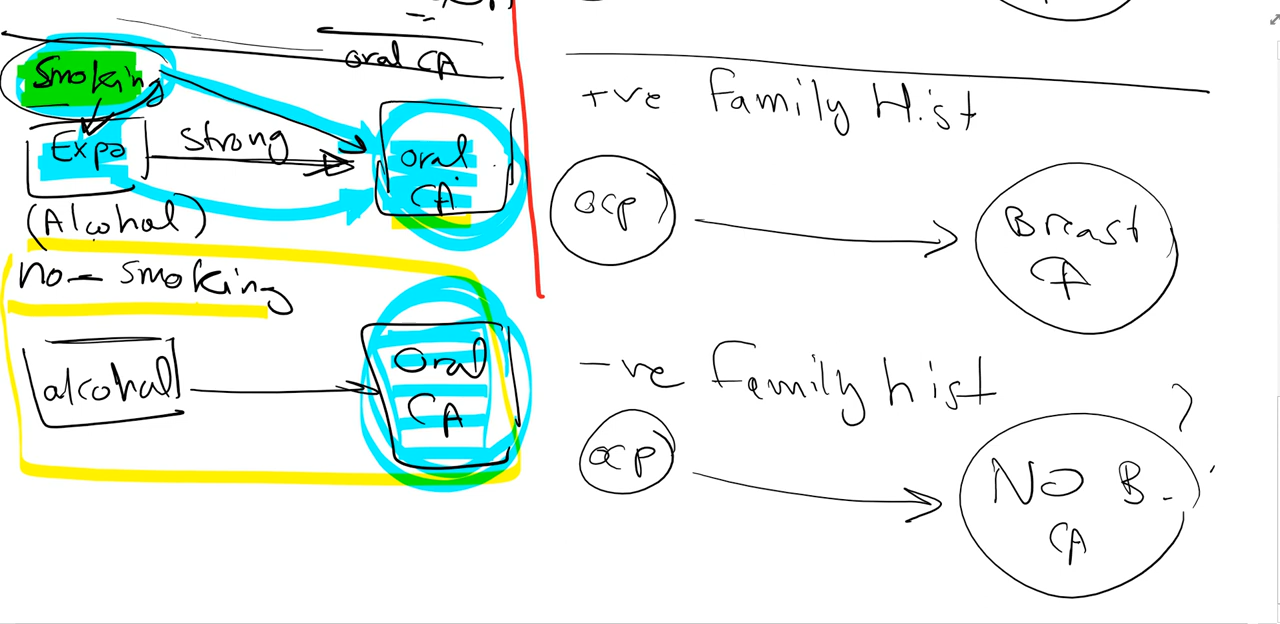 oral CA
Smoking
Expo
strong
oral
CA
(Alcohal)
no - smoking
alcohal
Oral
CA
+ve Family Hist
OCP
Breast
CA
-ve Family hist
OCP
?
NO B.
CA